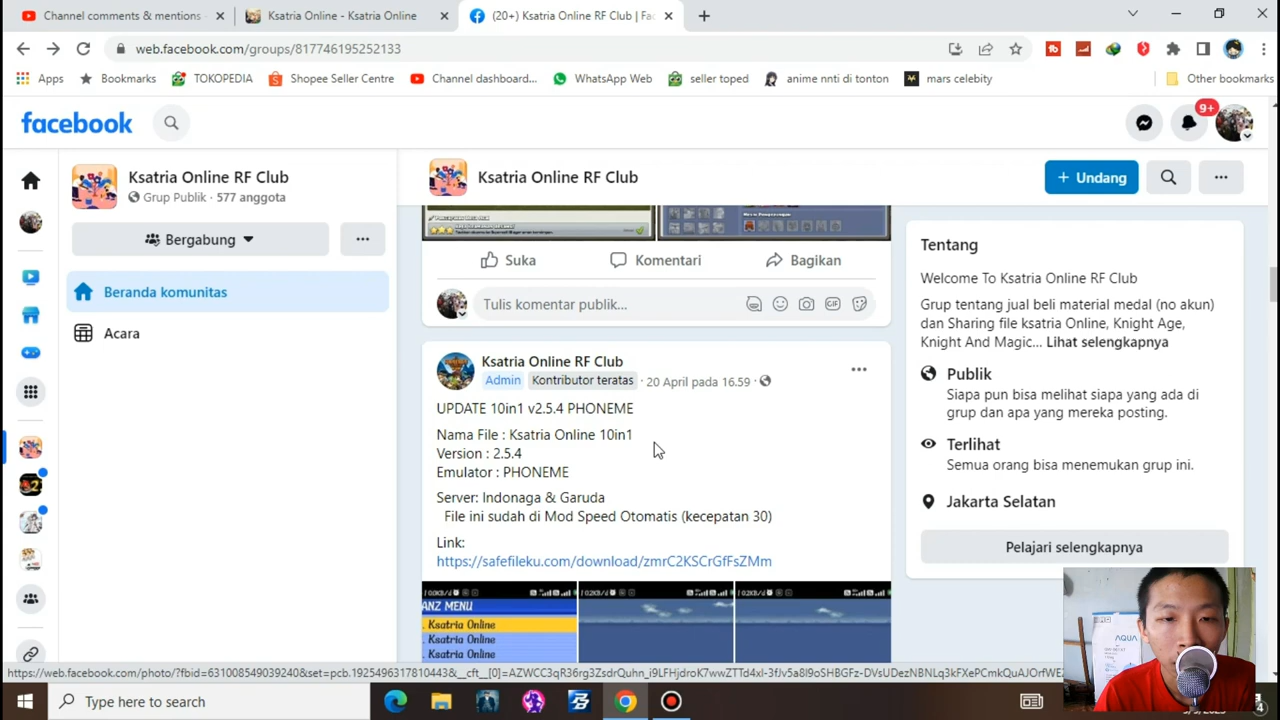 Channel comments & mentions -
Ksatria Online - Ksatria Online
(20+) Ksatria Online RF Club | Fac
web.facebook.com/groups/817746195252133
Apps
Bookmarks
TOKOPEDIA
Shopee Seller Centre
Channel dashboard...
WhatsApp Web
seller toped
anime nnti di tonton
mars celebity
Other bookmarks
facebook
9+
Ksatria Online RF Club
Grup Publik · 577 anggota
Bergabung
Beranda komunitas
Acara
Ksatria Online RF Club
+ Undang
Suka
Komentari
Bagikan
Tulis komentar publik...
GIF
Ksatria Online RF Club
Admin
Kontributor teratas
· 20 April pada 16.59 ·
UPDATE 10in1 v2.5.4 PHONEME
Nama File : Ksatria Online 10in1
Version : 2.5.4
Emulator : PHONEME
Server: Indonaga & Garuda
File ini sudah di Mod Speed Otomatis (kecepatan 30)
Link:
https://safefileku.com/download/zmrC2KSCrGfFsZMm
ANZ MENU
. Ksatria Online
. Ksatria Online
Tentang
Welcome To Ksatria Online RF Club
Grup tentang jual beli material medal (no akun)
dan Sharing file ksatria Online, Knight Age,
Knight And Magic... Lihat selengkapnya
Publik
Siapa pun bisa melihat siapa yang ada di
grup dan apa yang mereka posting.
Terlihat
Semua orang bisa menemukan grup ini.
Jakarta Selatan
Pelajari selengkapnya
AQUA
Type here to search
4